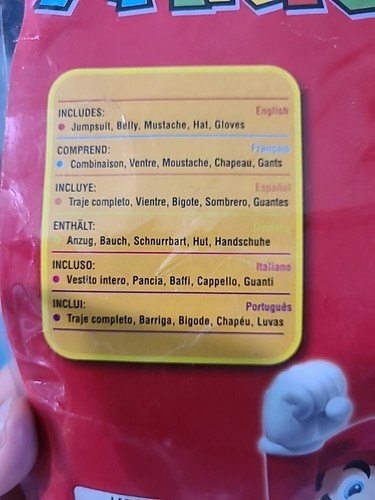 INCLUDES: English
Jumpsuit, Belly, Mustache, Hat, Gloves
COMPREND: Français
Combinaison, Ventre, Moustache, Chapeau, Gants
INCLUYE: Español
Traje completo, Vientre, Bigote, Sombrero, Guantes
ENTHÄLT:
Anzug, Bauch, Schnurrbart, Hut, Handschuhe
INCLUSO: Italiano
Vestito intero, Pancia, Baffi, Cappello, Guanti
INCLUI: Português
Traje completo, Barriga, Bigode, Chapéu, Luvas